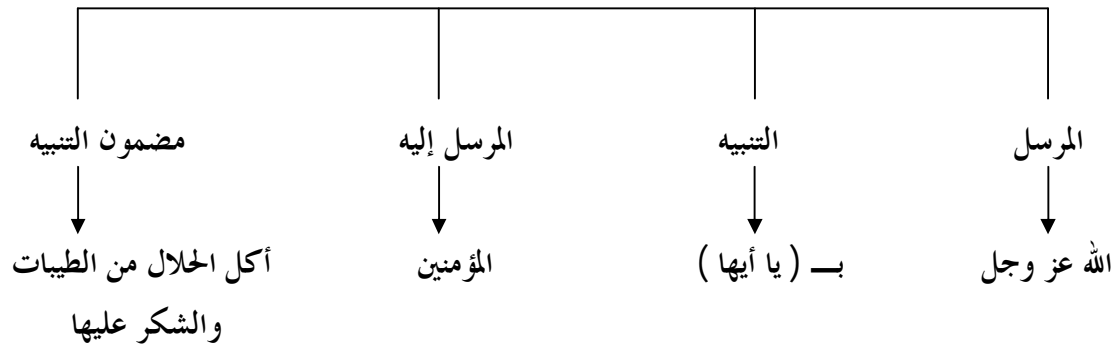 المرسل
التنبيه
المرسل إليه
مضمون التنبيه
الله عز وجل
بـــ ( يا أيها )
المؤمنين
أكل الحلال من الطيبات
والشكر عليها